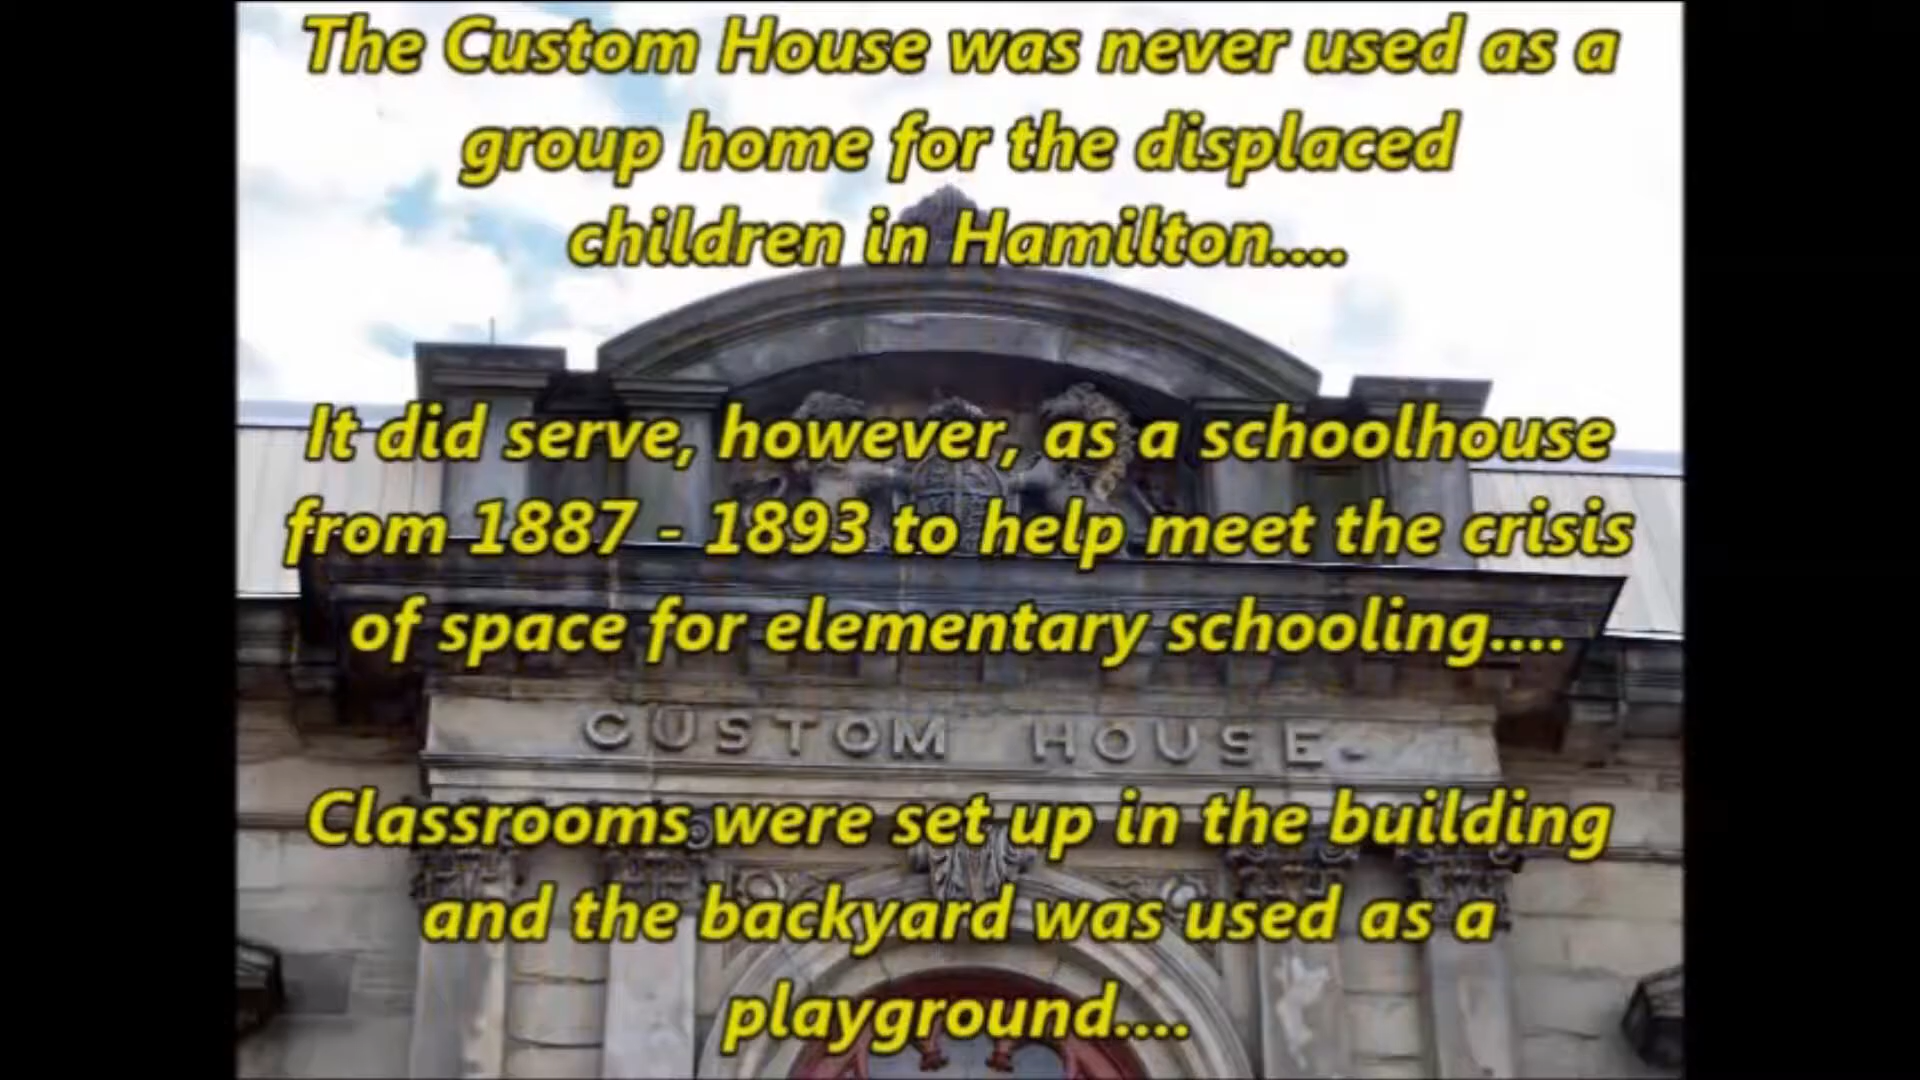 The Custom House was never used as a
group home for the displaced
children in Hamilton....
It did serve, however, as a schoolhouse
from 1887 - 1893 to help meet the crisis
of space for elementary schooling....
CUSTOM HOUSE.
Classrooms were set up in the building
and the backyard was used as a
playground....